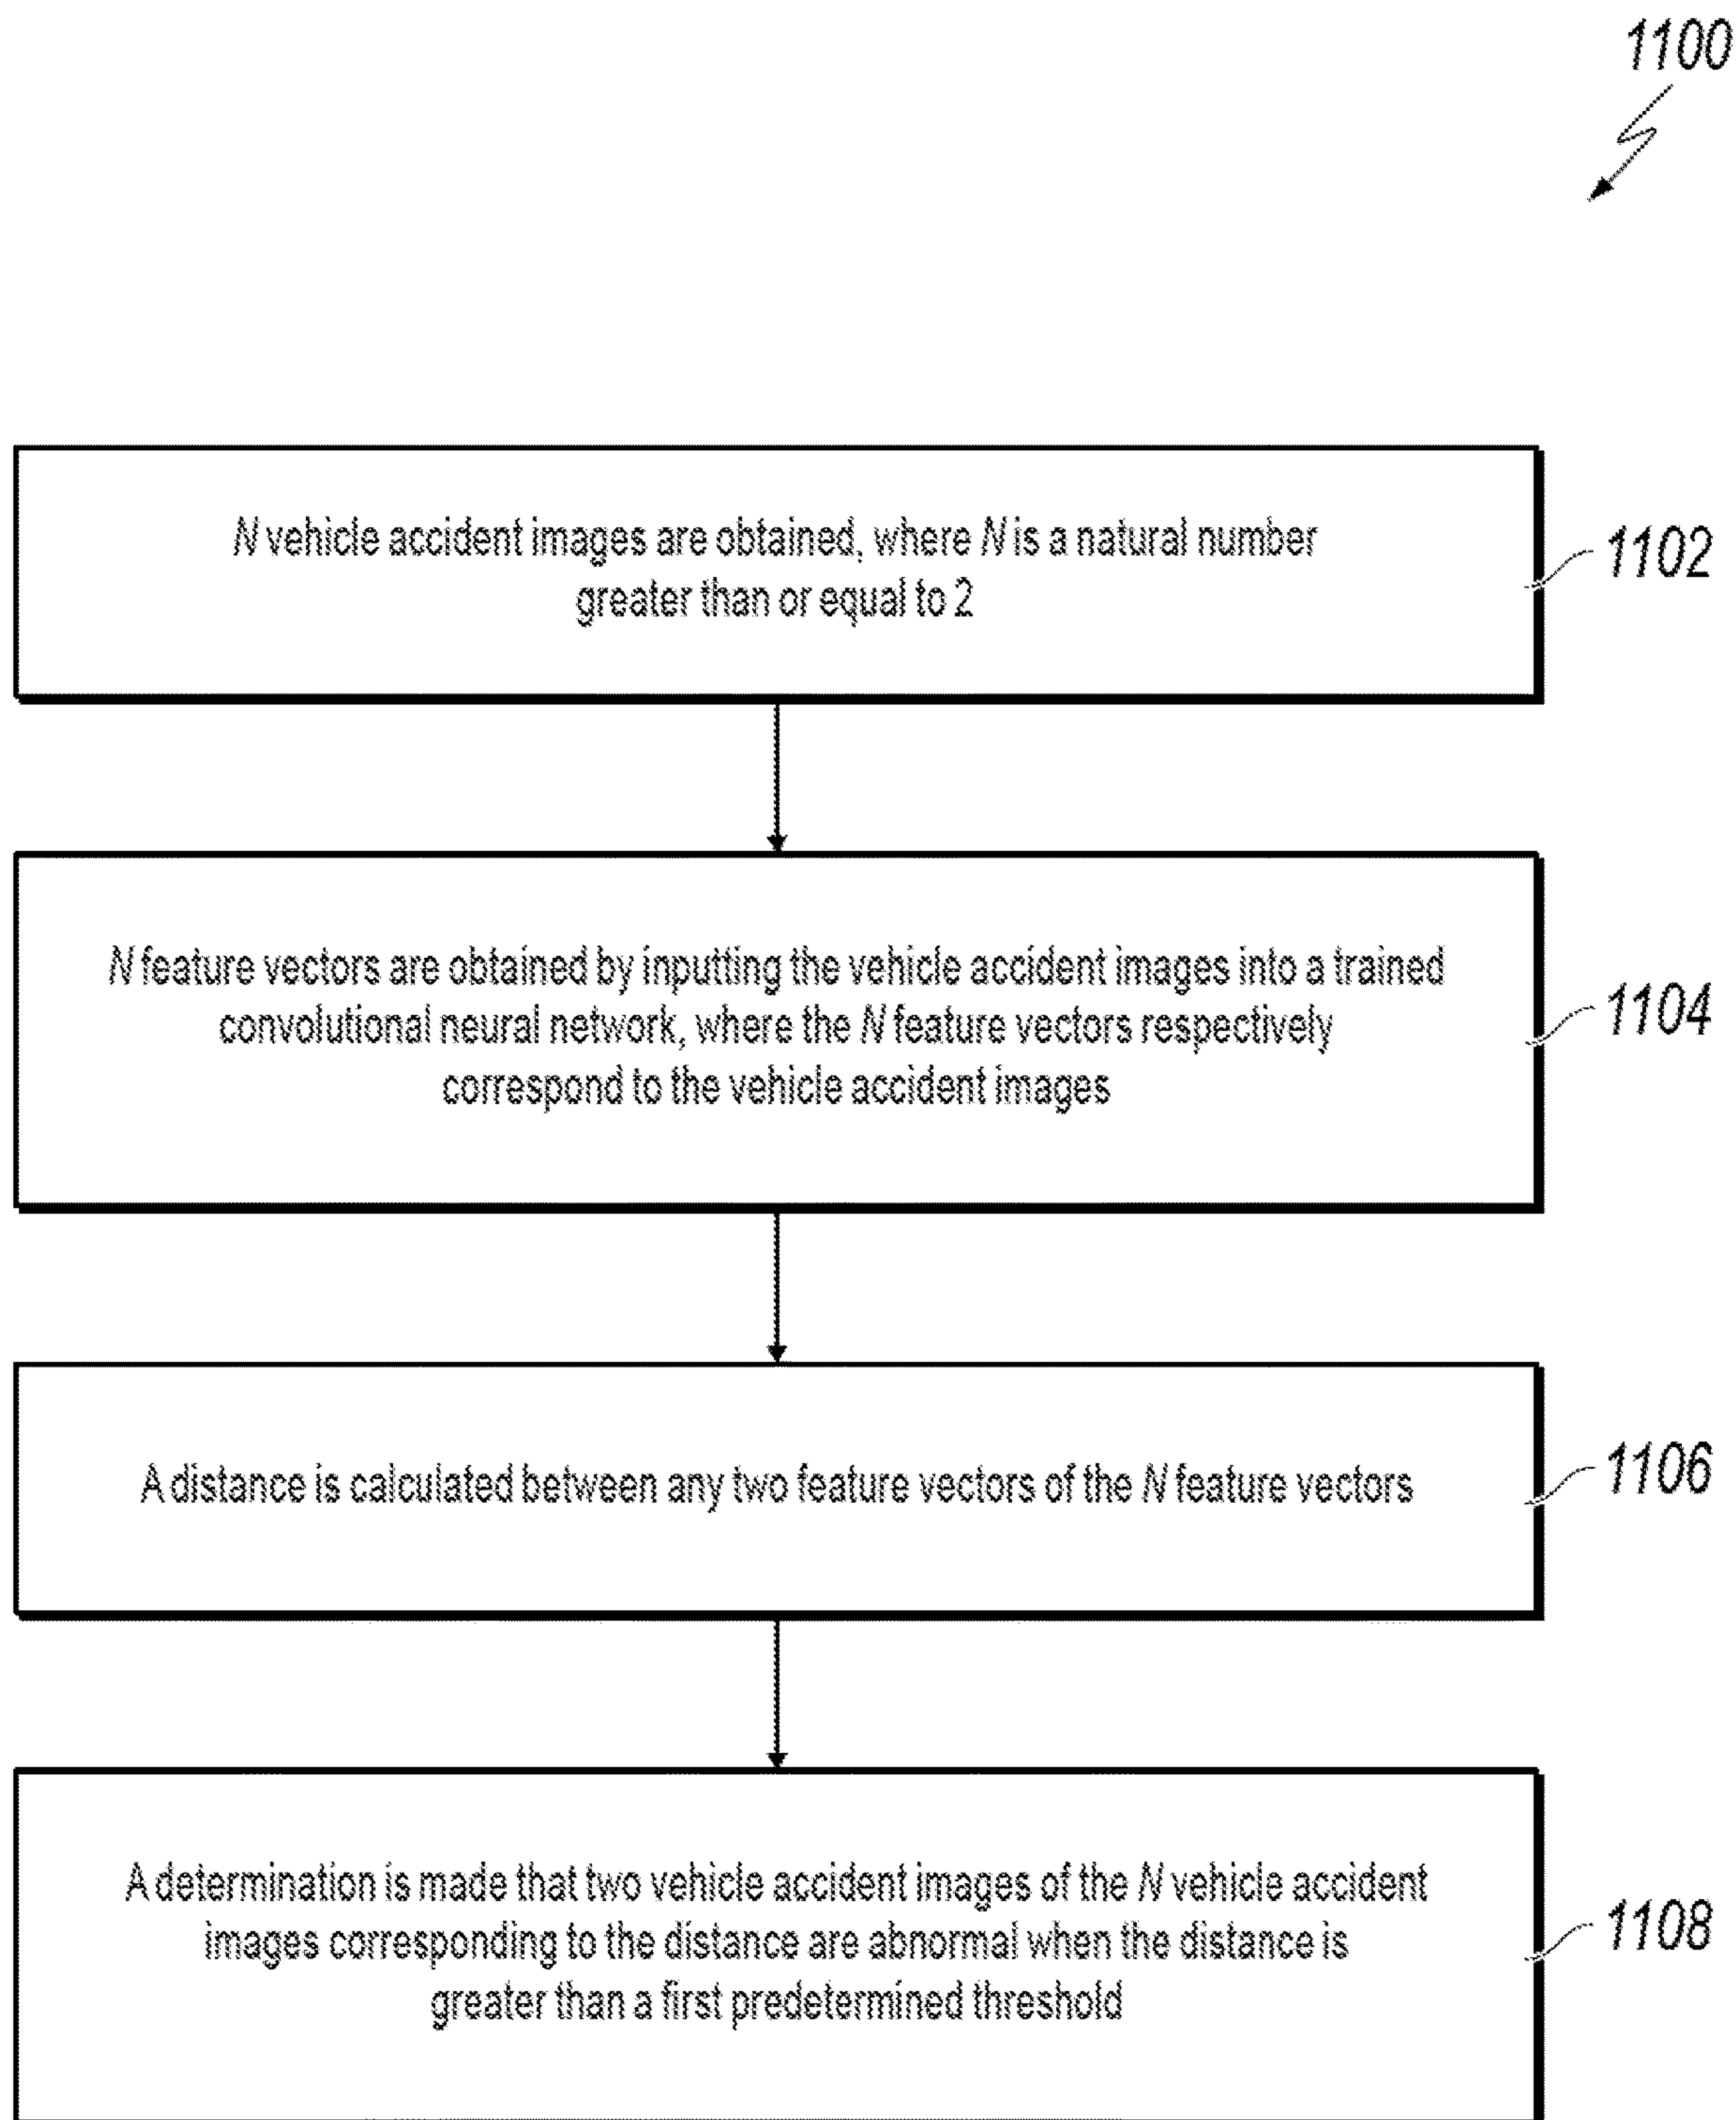 1100
N vehicle accident images are obtained, where N is a natural number
greater than or equal to 2
1102
N feature vectors are obtained by inputting the vehicle accident images into a trained
convolutional neural network, where the N feature vectors respectively
correspond to the vehicle accident images
1104
A distance is calculated between any two feature vectors of the N feature vectors
1106
A determination is made that two vehicle accident images of the N vehicle accident
images corresponding to the distance are abnormal when the distance is
greater than a first predetermined threshold
1108